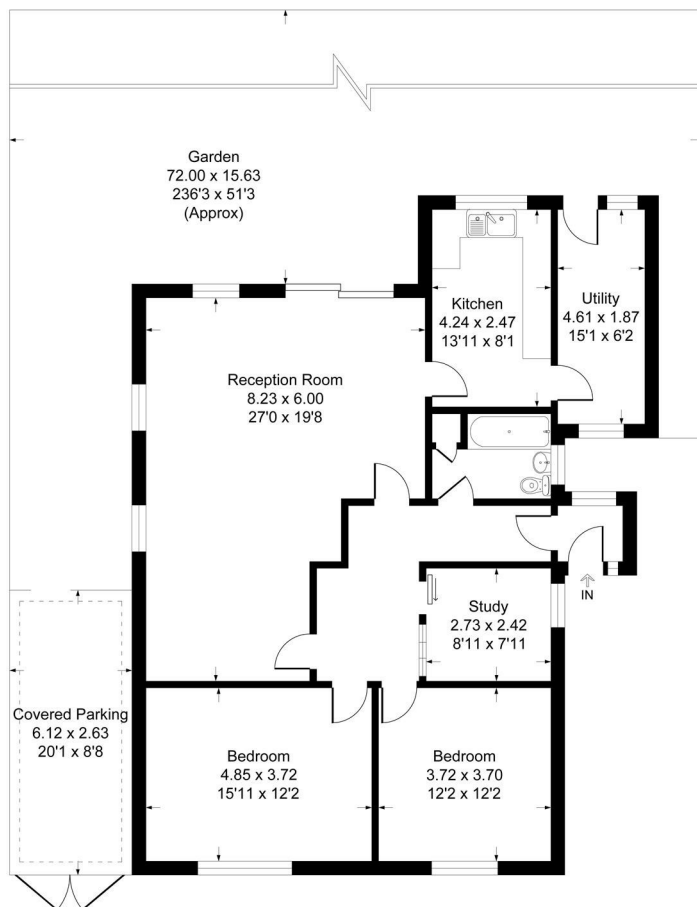 Garden
72.00 x 15.63
236'3 x 51'3
(Approx)
Kitchen
4.24 x 2.47
13'11 x 8'1
Utility
4.61 x 1.87
15'1 x 6'2
Reception Room
8.23 x 6.00
27'0 x 19'8
IN
Study
2.73 x 2.42
8'11 x 7'11
Covered Parking
6.12 x 2.63
20'1 x 8'8
Bedroom
4.85 x 3.72
15'11 x 12'2
Bedroom
3.72 x 3.70
12'2 x 12'2